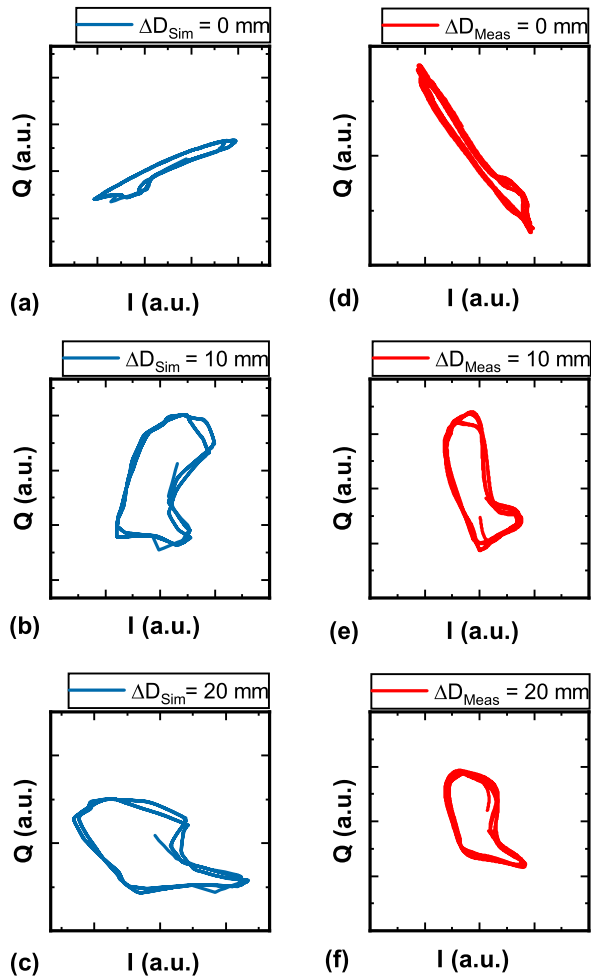 ΔD_Sim = 0 mm
Q (a.u.)
(a)
I (a.u.)
ΔD_Meas = 0 mm
Q (a.u.)
(d)
I (a.u.)
ΔD_Sim = 10 mm
Q (a.u.)
(b)
I (a.u.)
ΔD_Meas = 10 mm
Q (a.u.)
(e)
I (a.u.)
ΔD_Sim= 20 mm
Q (a.u.)
(c)
I (a.u.)
ΔD_Meas = 20 mm
Q (a.u.)
(f)
I (a.u.)